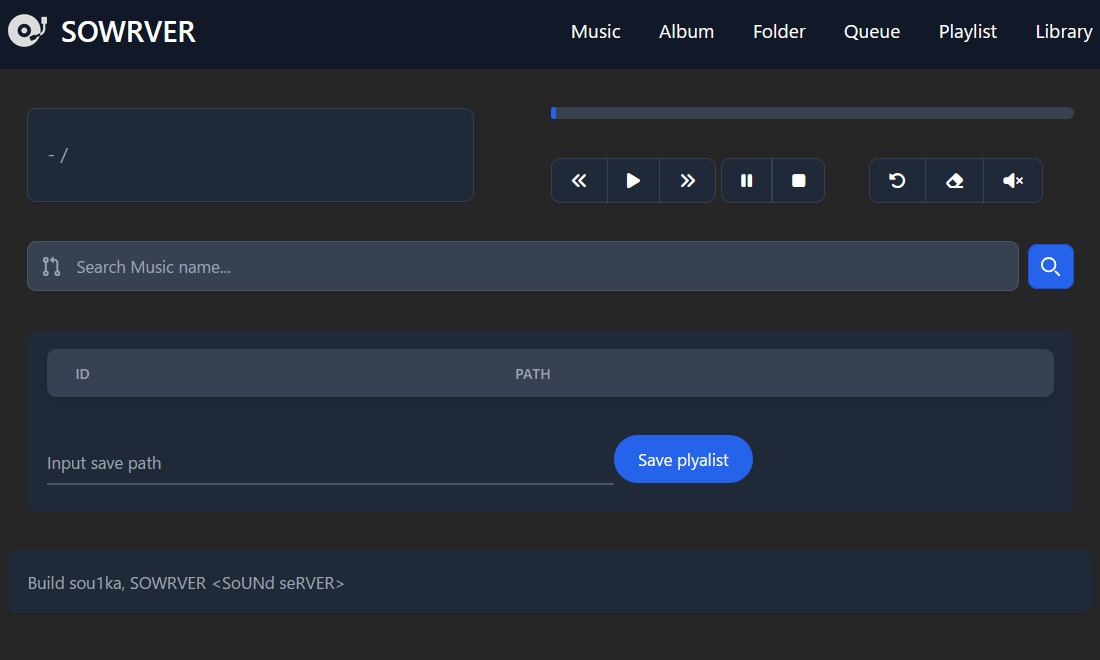 SOWRVER
Music Album Folder Queue Playlist Library
- /
Search Music name...
ID PATH
Input save path
Save plyalist
Build sou1ka, SOWRVER <SoUNd seRVER>